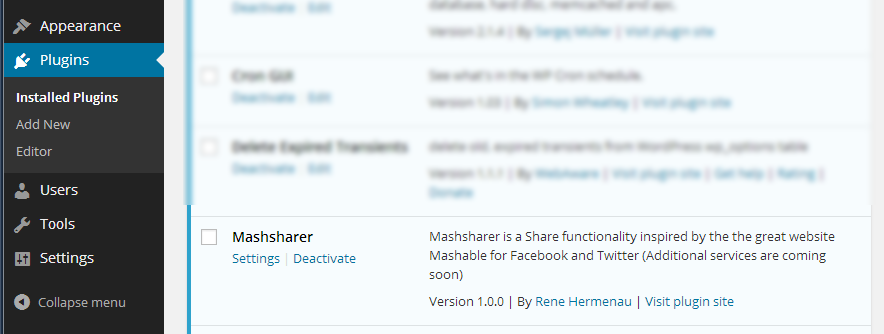 Appearance
Plugins
Installed Plugins
Add New
Editor
Users
Tools
Settings
Collapse menu
database, hard disc, memcached and apc.
Deactivate | Edit
Version 2.1.4 | By Sergej Müller | Visit plugin site
Cron GUI
See what's in the WP Cron schedule.
Deactivate | Edit
Version 1.03 | By Simon Wheatley | Visit plugin site
Delete Expired Transients
delete old, expired transients from WordPress wp_options table
Deactivate | Edit
Version 1.1.1 | By WebAware | Visit plugin site | Get help | Rating |
Donate
Mashsharer
Mashsharer is a Share functionality inspired by the the great website
Settings | Deactivate
Mashable for Facebook and Twitter (Additional services are coming
soon)
Version 1.0.0 | By Rene Hermenau | Visit plugin site